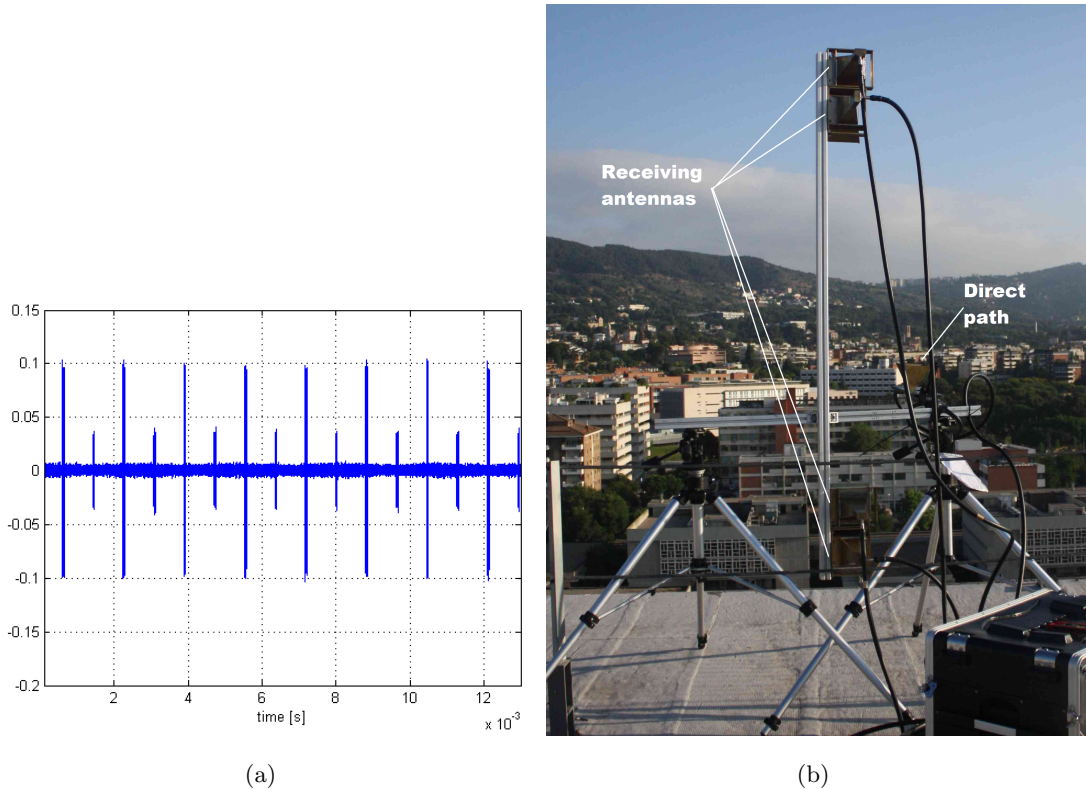 0.15
0.1
0.05
0
-0.05
-0.1
-0.15
-0.2
2
4
6
8
10
12
time [s]
x 10-3
(a)
Receiving
antennas
Direct
path
(b)